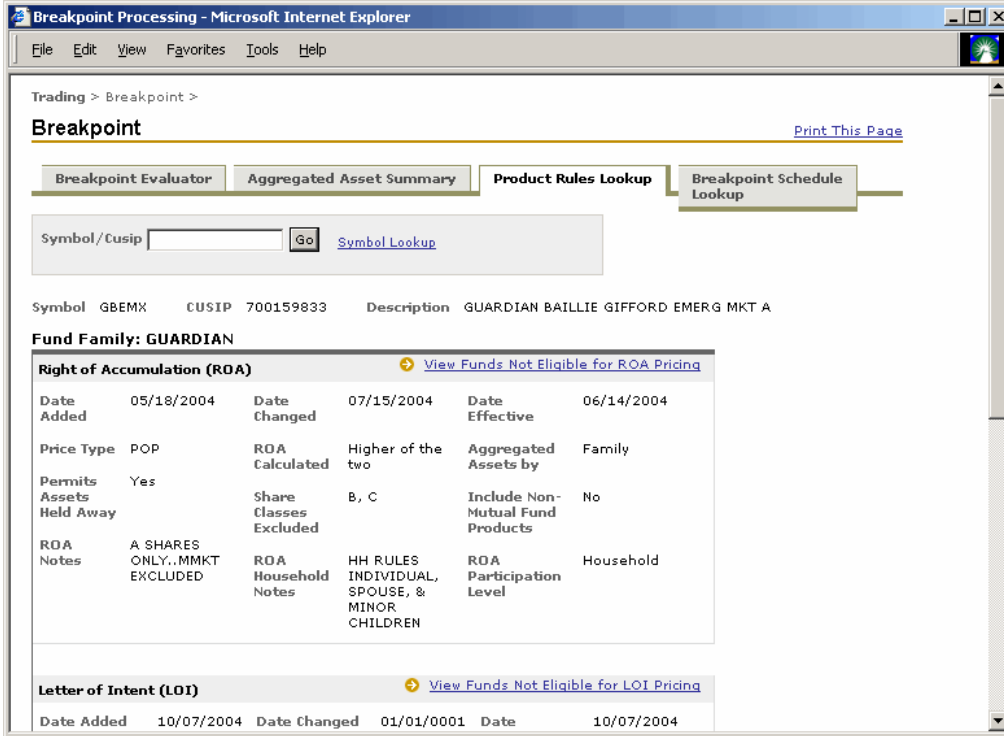 Breakpoint Processing - Microsoft Internet Explorer
File Edit View Favorites Tools Help
Trading > Breakpoint >
Breakpoint
Print This Page
Breakpoint Evaluator
Aggregated Asset Summary
Product Rules Lookup
Breakpoint Schedule
Lookup
Symbol/Cusip Go Symbol Lookup
Symbol GBEMX CUSIP 700159833 Description GUARDIAN BAILLIE GIFFORD EMERG MKT A
Fund Family: GUARDIAN
Right of Accumulation (ROA) View Funds Not Eligible for ROA Pricing
Date
Added
05/18/2004
Date
Changed
07/15/2004
Date
Effective
06/14/2004
Price Type POP
ROA
Calculated
Higher of the
two
Aggregated
Assets by
Family
Permits
Assets
Held Away
Yes
Share
Classes
Excluded
B, C
Include Non-
Mutual Fund
Products
No
ROA
Notes
A SHARES
ONLY..MMKT
EXCLUDED
ROA
Household
Notes
HH RULES
INDIVIDUAL,
SPOUSE, &
MINOR
CHILDREN
ROA
Participation
Level
Household
Letter of Intent (LOI) View Funds Not Eligible for LOI Pricing
Date Added 10/07/2004 Date Changed 01/01/0001 Date 10/07/2004